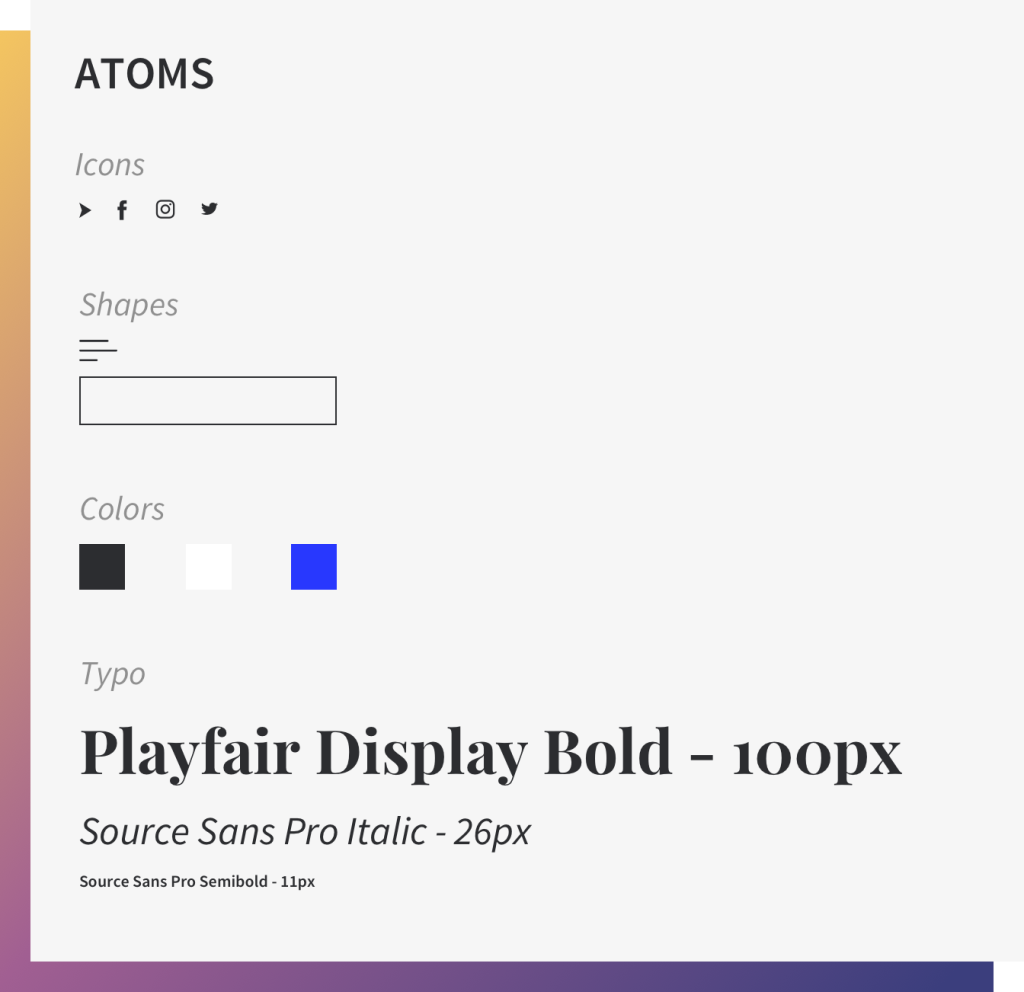 ATOMS
Icons
Shapes
Colors
Typo
Playfair Display Bold - 100px
Source Sans Pro Italic - 26px
Source Sans Pro Semibold - 11px